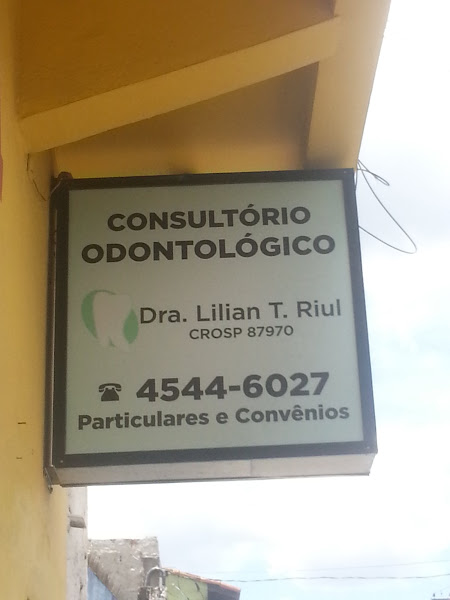 CONSULTÓRIO
ODONTOLÓGICO
Dra. Lilian T. Riul
CROSP 87970
☎ 4544-6027
Particulares e Convênios